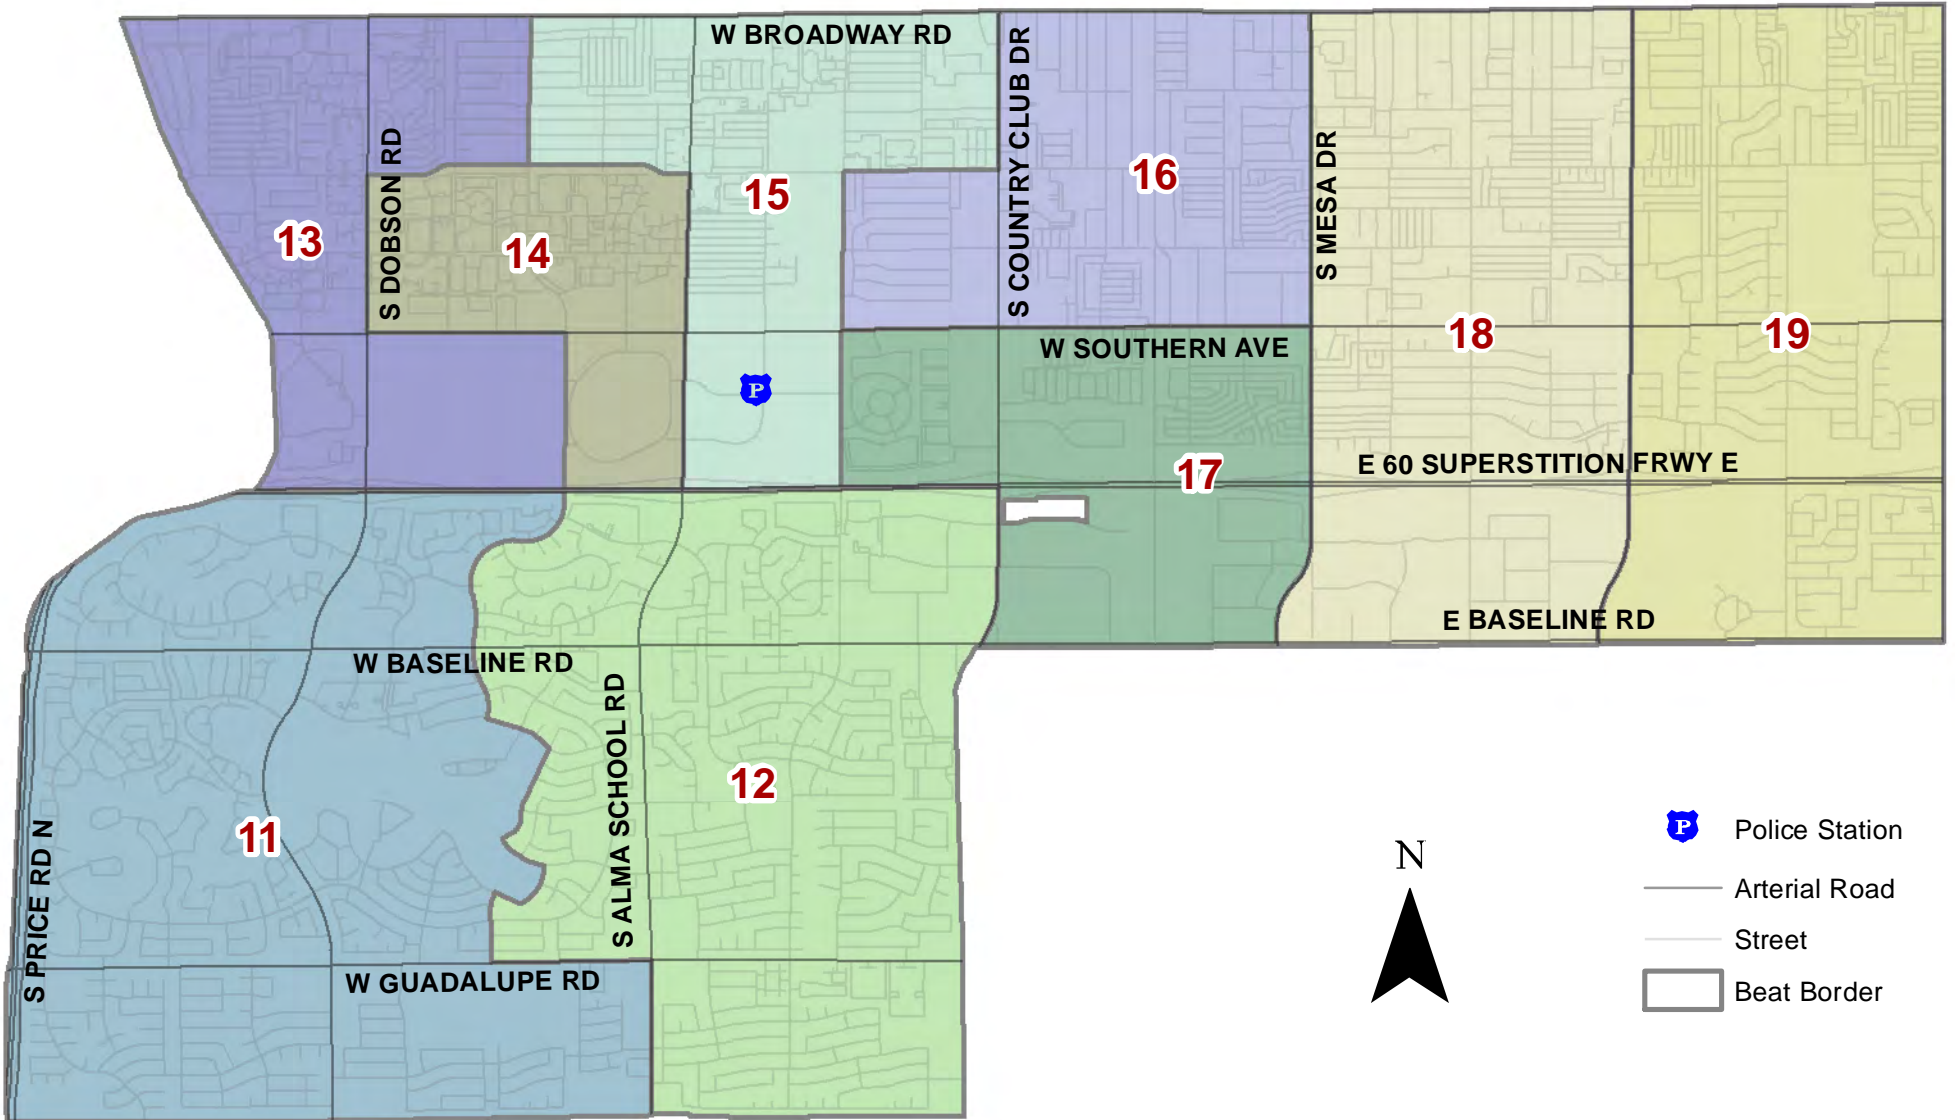 W BROADWAY RD
S COUNTRY CLUB DR
S DOBSON RD
S MESA DR
13
14
15
16
W SOUTHERN AVE
18
19
P
17
E 60 SUPERSTITION FRWY E
E BASELINE RD
W BASELINE RD
S ALMA SCHOOL RD
12
11
S PRICE RD N
W GUADALUPE RD
N
P Police Station
Arterial Road
Street
Beat Border